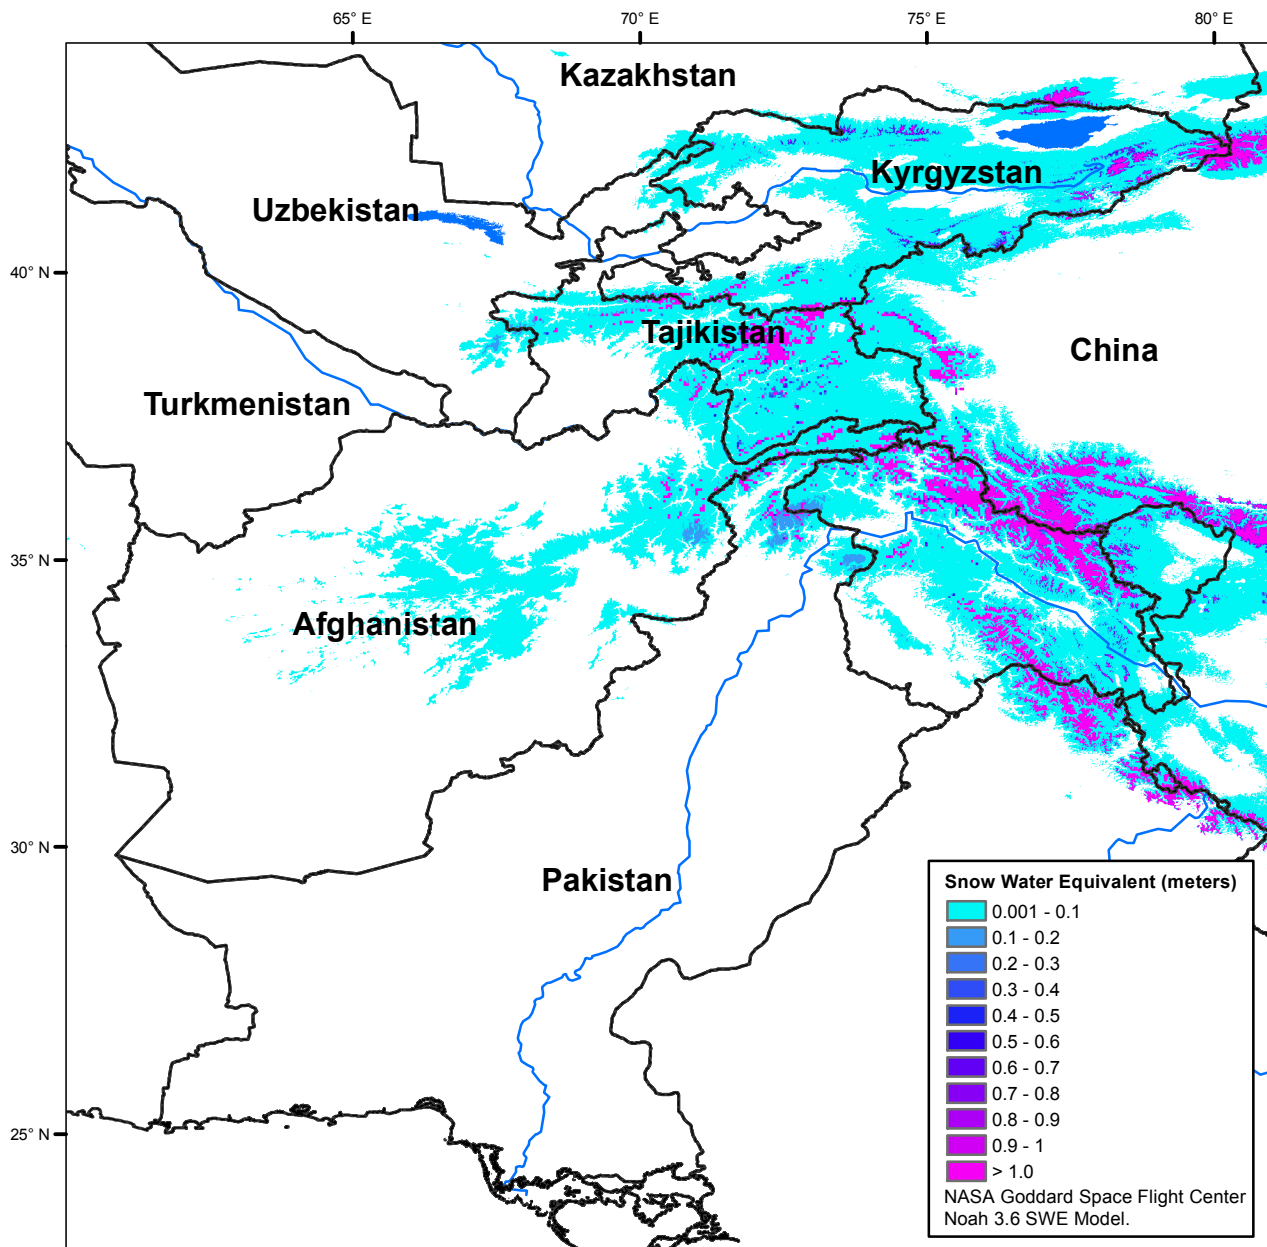 65° E
70° E
75° E
80° E
Kazakhstan
Kyrgyzstan
Uzbekistan
40° N
Tajikistan
China
Turkmenistan
35° N
Afghanistan
30° N
Pakistan
25° N
Snow Water Equivalent (meters)
0.001 - 0.1
0.1 - 0.2
0.2 - 0.3
0.3 - 0.4
0.4 - 0.5
0.5 - 0.6
0.6 - 0.7
0.7 - 0.8
0.8 - 0.9
0.9 - 1
> 1.0
NASA Goddard Space Flight Center
Noah 3.6 SWE Model.